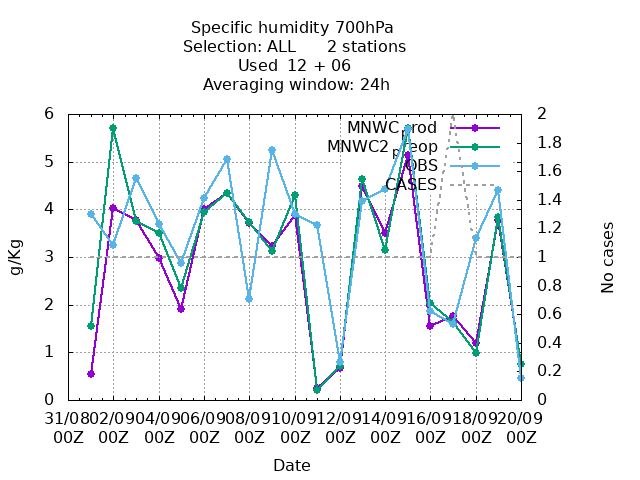 Specific humidity 700hPa
Selection: ALL 2 stations
Used 12 + 06
Averaging window: 24h
MNWC_prod
MNWC2_preop
OBS
CASES
g/Kg
6
5
4
3
2
1
0
No cases
2
1.8
1.6
1.4
1.2
1
0.8
0.6
0.4
0.2
0
31/08 02/09 04/09 06/09 08/09 10/09 12/09 14/09 16/09 18/09 20/09
00Z 00Z 00Z 00Z 00Z 00Z 00Z 00Z 00Z 00Z 00Z
Date